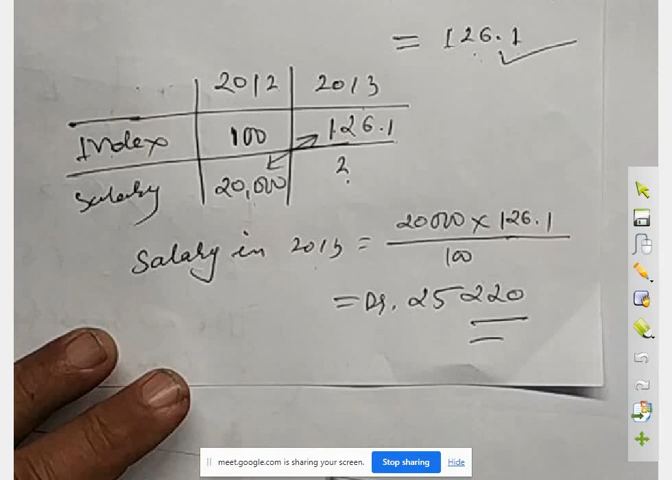 = 126.1
2012 2013
Index 100 126.1
Salary 20,000 ?
Salary in 2013 = 20000 × 126.1
100
= Rs. 25220
meet.google.com is sharing your screen. Stop sharing Hide